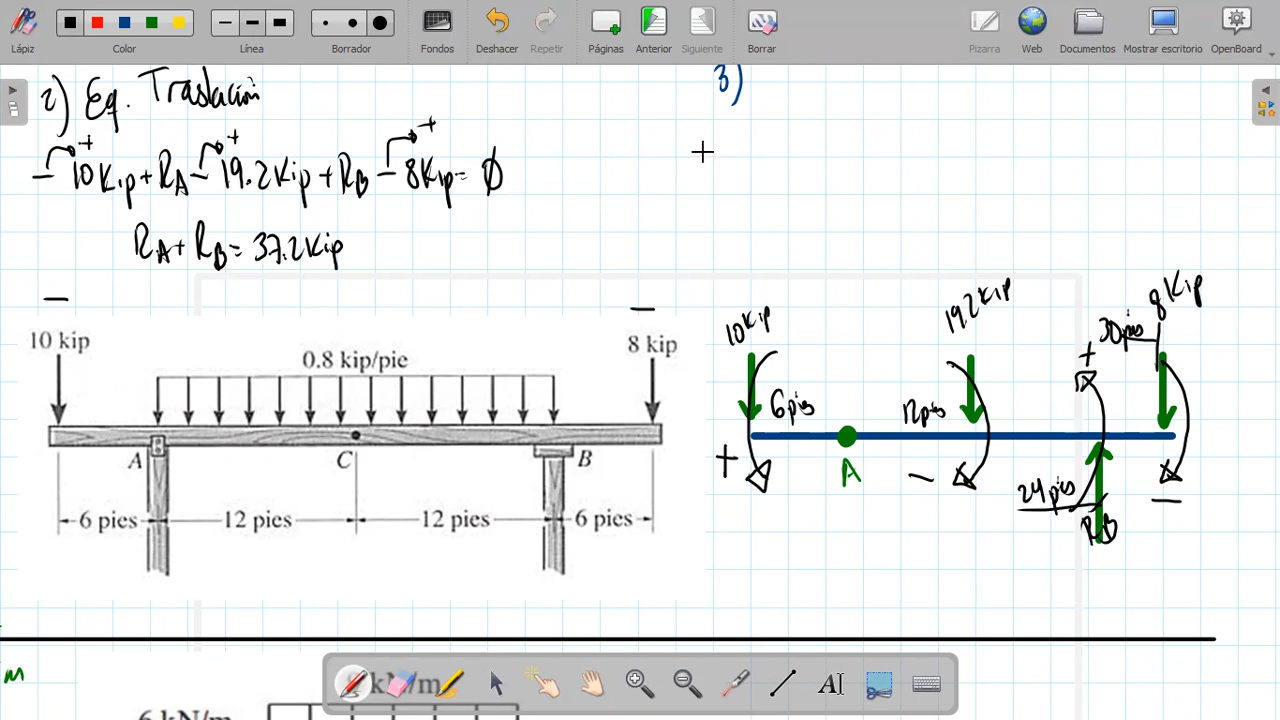 Lápiz
Color
Línea
Borrador
Fondos
Deshacer
Repetir
Páginas
Anterior
Siguiente
Borrar
Pizarra
Web
Documentos
Mostrar escritorio
OpenBoard
2) Eq. Traslación
3)
- 10Kip + RA - 19.2Kip + RB - 8Kip = Ø
+ + +
RA + RB = 37.2Kip
10 kip
0.8 kip/pie
8 kip
A
C
B
6 pies
12 pies
12 pies
6 pies
10Kip
19.2Kip
30pies
8Kip
6pies
12pies
+
A
-
24pies
+
RB
-
m
kN/m
6 kN/m